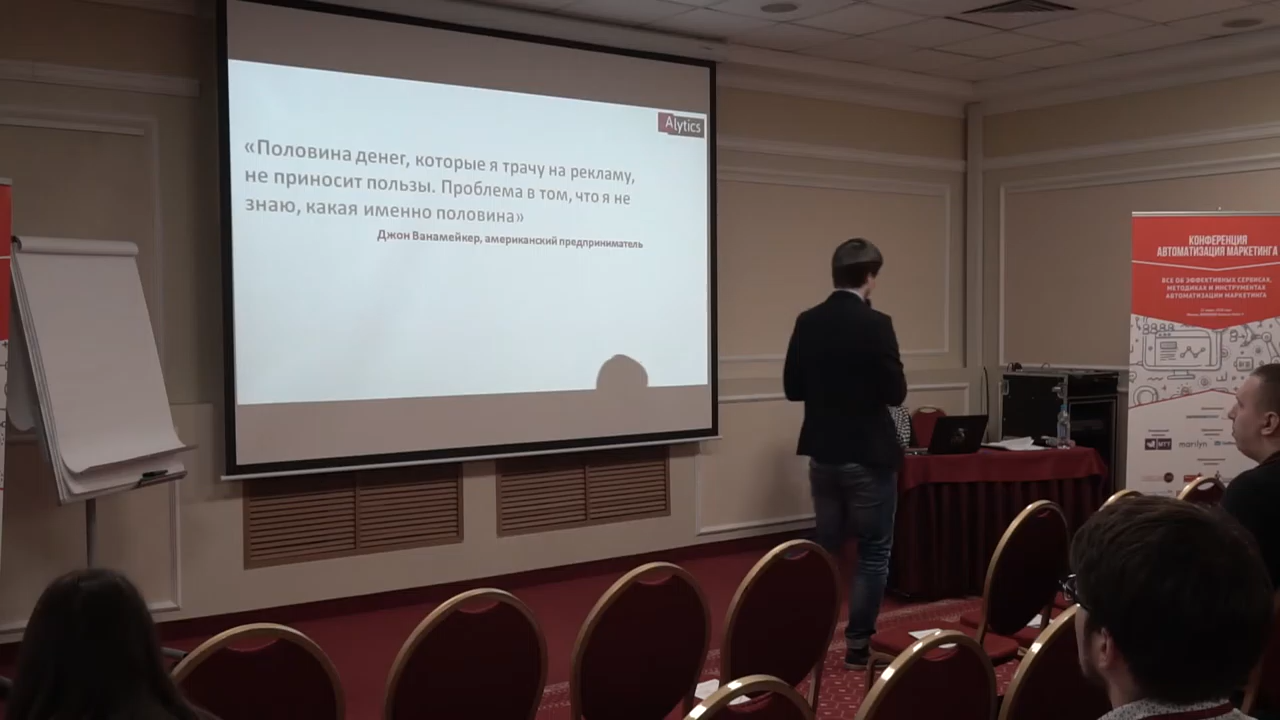 Alytics
«Половина денег, которые я трачу на рекламу,
не приносит пользы. Проблема в том, что я не
знаю, какая именно половина»
Джон Ванамейкер, американский предприниматель
КОНФЕРЕНЦИЯ
АВТОМАТИЗАЦИЯ МАРКЕТИНГА
ВСЕ ОБ ЭФФЕКТИВНЫХ СЕРВИСАХ,
МЕТОДИКАХ И ИНСТРУМЕНТАХ
АВТОМАТИЗАЦИИ МАРКЕТИНГА
МТТ
marilyn